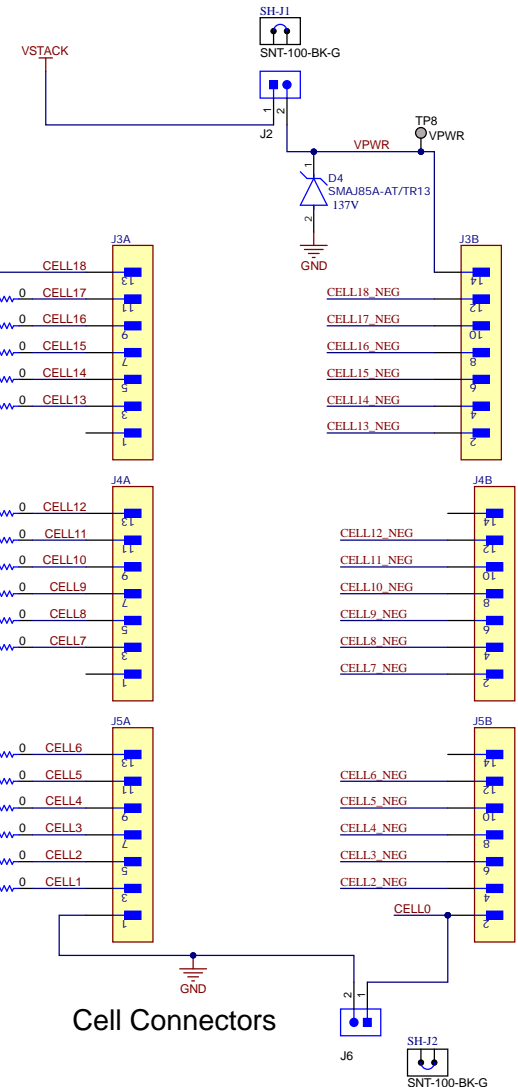 SH-J1
SNT-100-BK-G
VSTACK
1
2
J2
TP8
VPWR
VPWR
1
D4
SMAJ85A-AT/TR13
137V
2
GND
J3A
CELL18
13
0 CELL17
11
0 CELL16
9
0 CELL15
7
0 CELL14
5
0 CELL13
3
1
J3B
14
CELL18_NEG
12
CELL17_NEG
10
CELL16_NEG
8
CELL15_NEG
6
CELL14_NEG
4
CELL13_NEG
2
J4A
0 CELL12
13
0 CELL11
11
0 CELL10
9
0 CELL9
7
0 CELL8
5
0 CELL7
3
1
J4B
14
CELL12_NEG
12
CELL11_NEG
10
CELL10_NEG
8
CELL9_NEG
6
CELL8_NEG
4
CELL7_NEG
2
J5A
0 CELL6
13
0 CELL5
11
0 CELL4
9
0 CELL3
7
0 CELL2
5
0 CELL1
3
1
J5B
14
CELL6_NEG
12
CELL5_NEG
10
CELL4_NEG
8
CELL3_NEG
6
CELL2_NEG
4
CELL0
2
GND
2
1
Cell Connectors
J6
SH-J2
SNT-100-BK-G